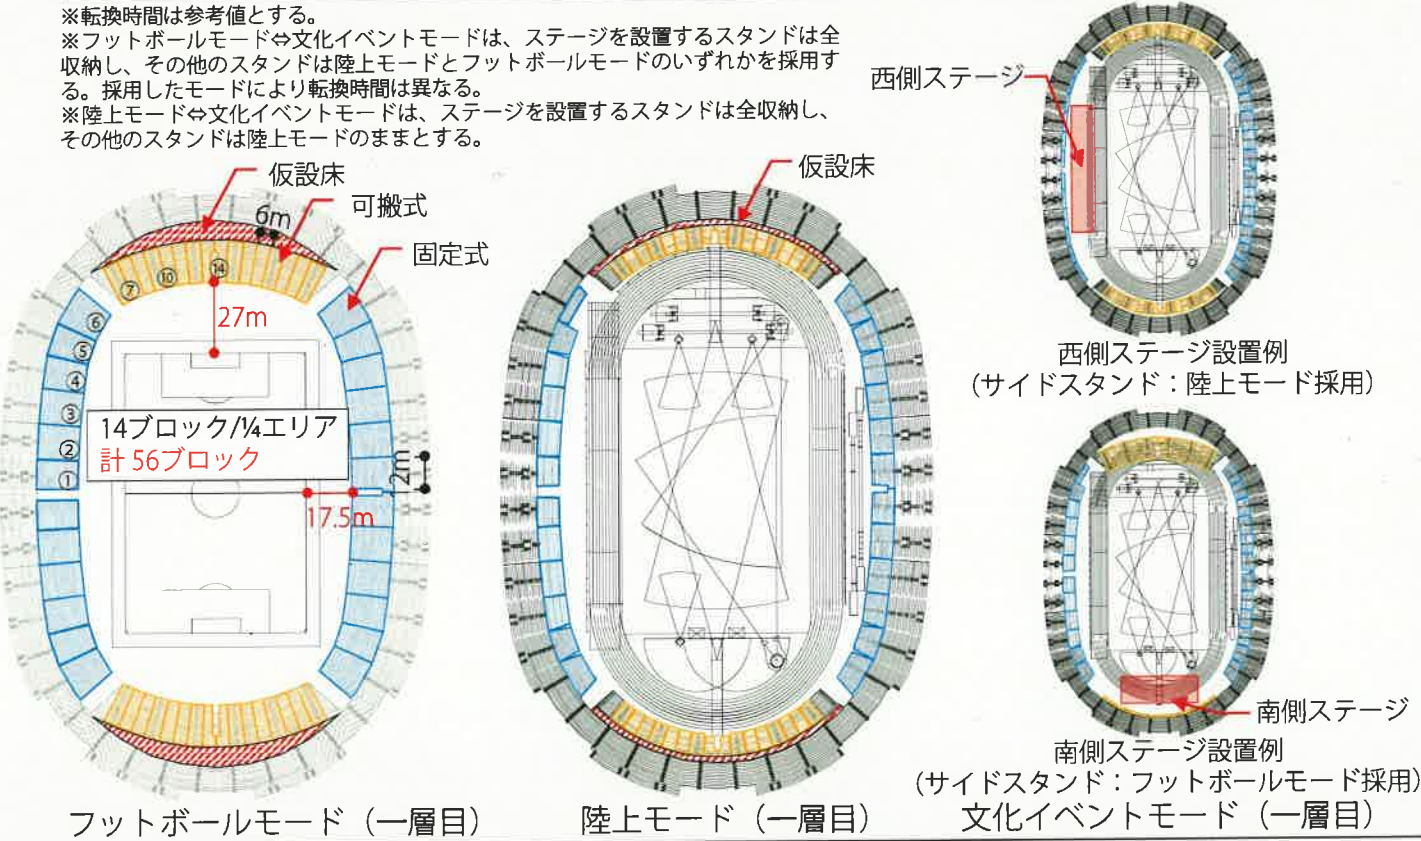 ※転換時間は参考値とする。
※フットボールモード⇔文化イベントモードは、ステージを設置するスタンドは全
収納し、その他のスタンドは陸上モードとフットボールモードのいずれかを採用す
る。採用したモードにより転換時間は異なる。
※陸上モード⇔文化イベントモードは、ステージを設置するスタンドは全収納し、
その他のスタンドは陸上モードのままとする。
仮設床
6m
可搬式
固定式
⑦
⑩
⑭
27m
⑥
⑤
④
③
②
①
14ブロック/¼エリア
計 56ブロック
12m
17.5m
フットボールモード（一層目）
仮設床
陸上モード（一層目）
西側ステージ
西側ステージ設置例
（サイドスタンド：陸上モード採用）
南側ステージ
南側ステージ設置例
（サイドスタンド：フットボールモード採用）
文化イベントモード（一層目）